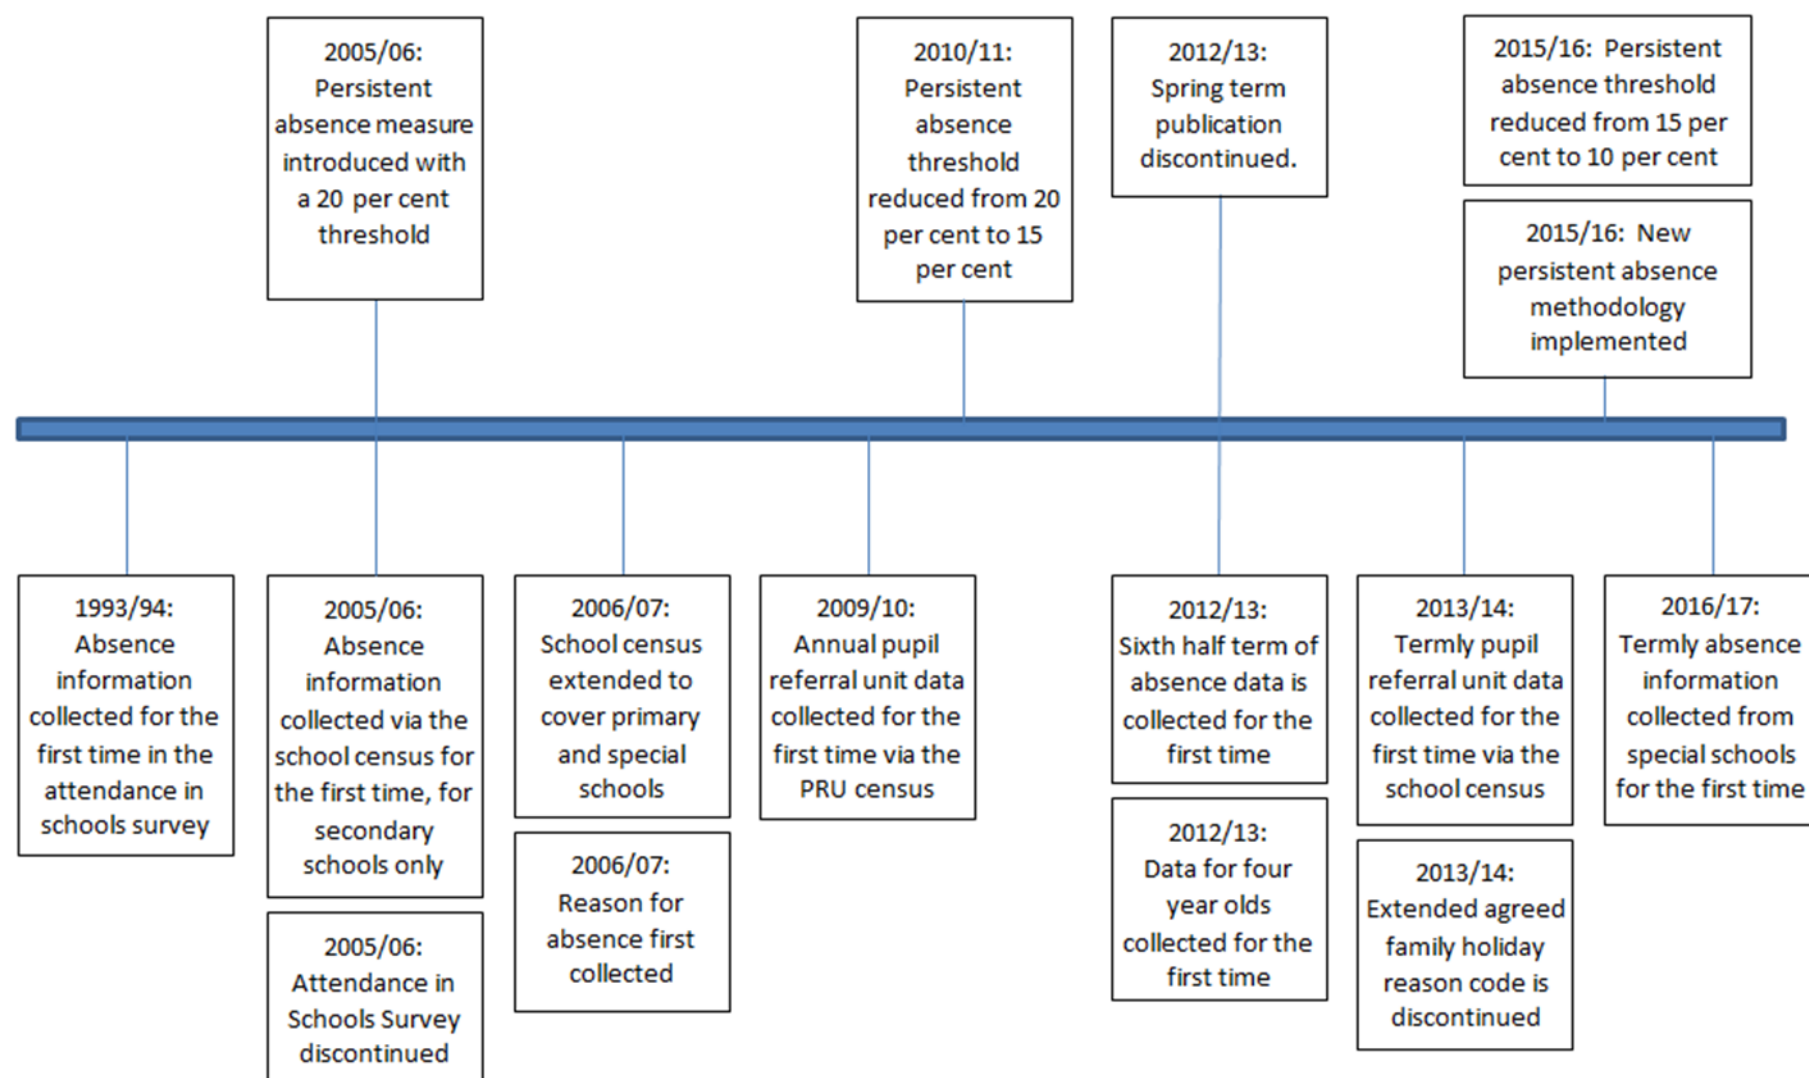 2005/06:
Persistent
absence measure
introduced with
a 20 per cent
threshold
2010/11:
Persistent
absence
threshold
reduced from 20
per cent to 15
per cent
2012/13:
Spring term
publication
discontinued.
2015/16: Persistent
absence threshold
reduced from 15 per
cent to 10 per cent
2015/16: New
persistent absence
methodology
implemented
1993/94:
Absence
information
collected for the
first time in the
attendance in
schools survey
2005/06:
Absence
information
collected via the
school census for
the first time, for
secondary
schools only
2005/06:
Attendance in
Schools Survey
discontinued
2006/07:
School census
extended to
cover primary
and special
schools
2006/07:
Reason for
absence first
collected
2009/10:
Annual pupil
referral unit data
collected for the
first time via the
PRU census
2012/13:
Sixth half term of
absence data is
collected for the
first time
2012/13:
Data for four
year olds
collected for the
first time
2013/14:
Termly pupil
referral unit data
collected for the
first time via the
school census
2013/14:
Extended agreed
family holiday
reason code is
discontinued
2016/17:
Termly absence
information
collected from
special schools
for the first time